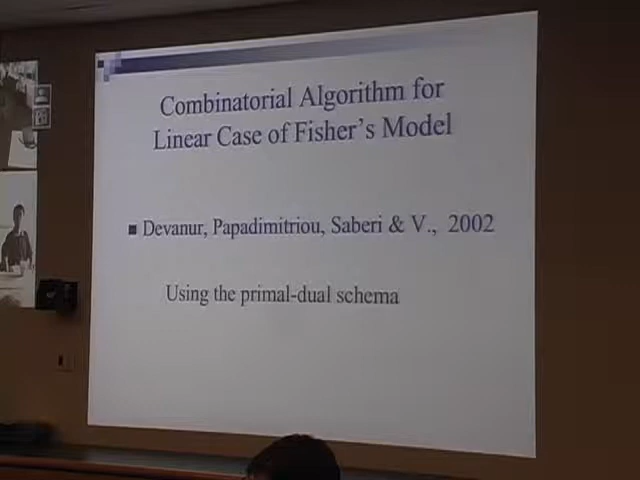 Combinatorial Algorithm for
Linear Case of Fisher's Model
Devanur, Papadimitriou, Saberi & V., 2002
Using the primal-dual schema